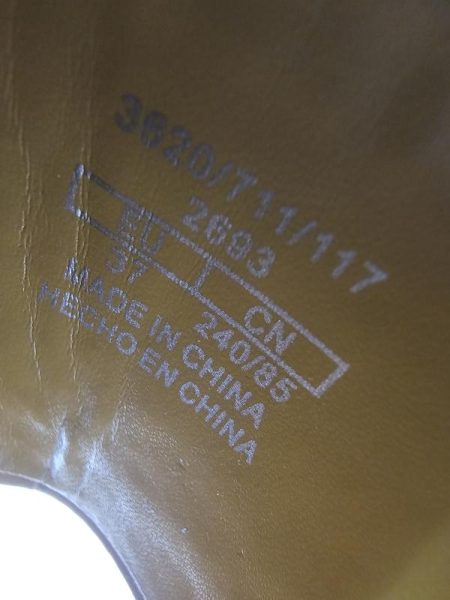 3620/711/117
2693
EU CN
37 240/85
MADE IN CHINA
HECHO EN CHINA